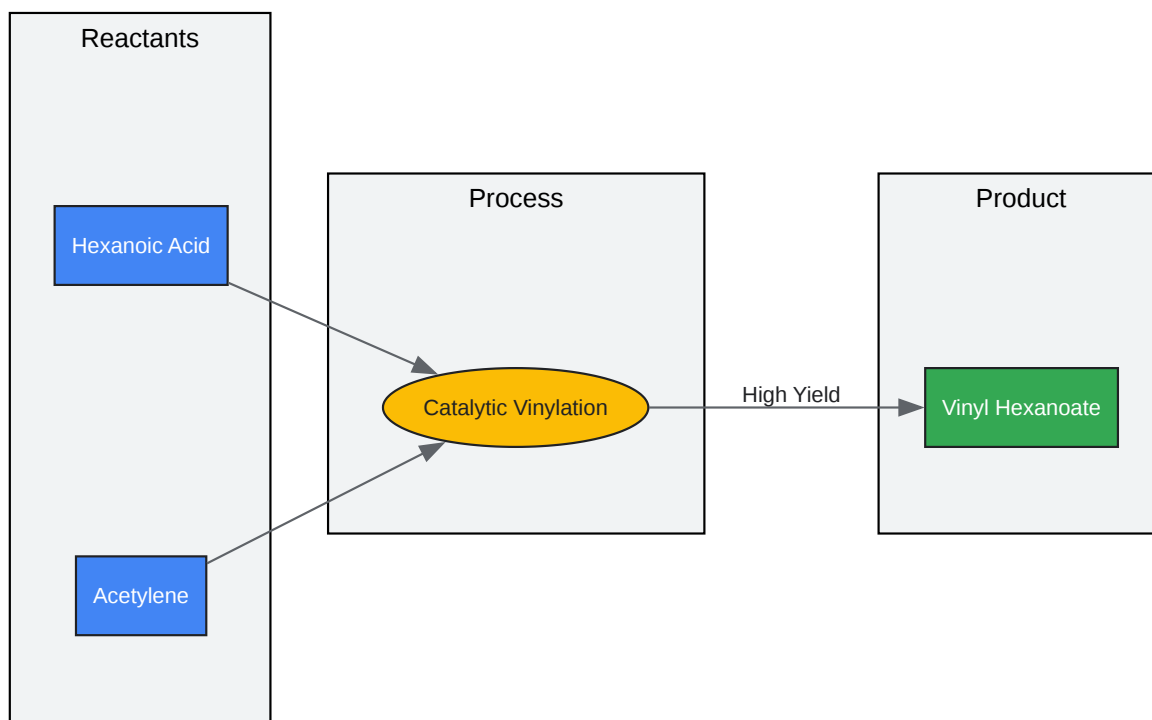 Reactants
Hexanoic Acid
Acetylene
Process
Catalytic Vinylation
High Yield
Product
Vinyl Hexanoate